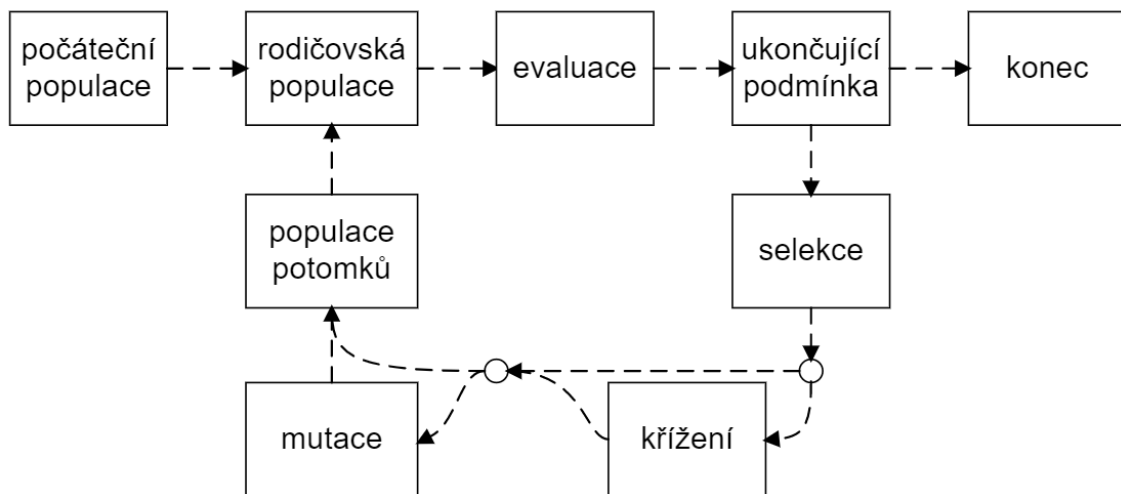 počáteční
populace
rodičovská
populace
evaluace
ukončující
podmínka
konec
populace
potomků
selekce
mutace
křížení